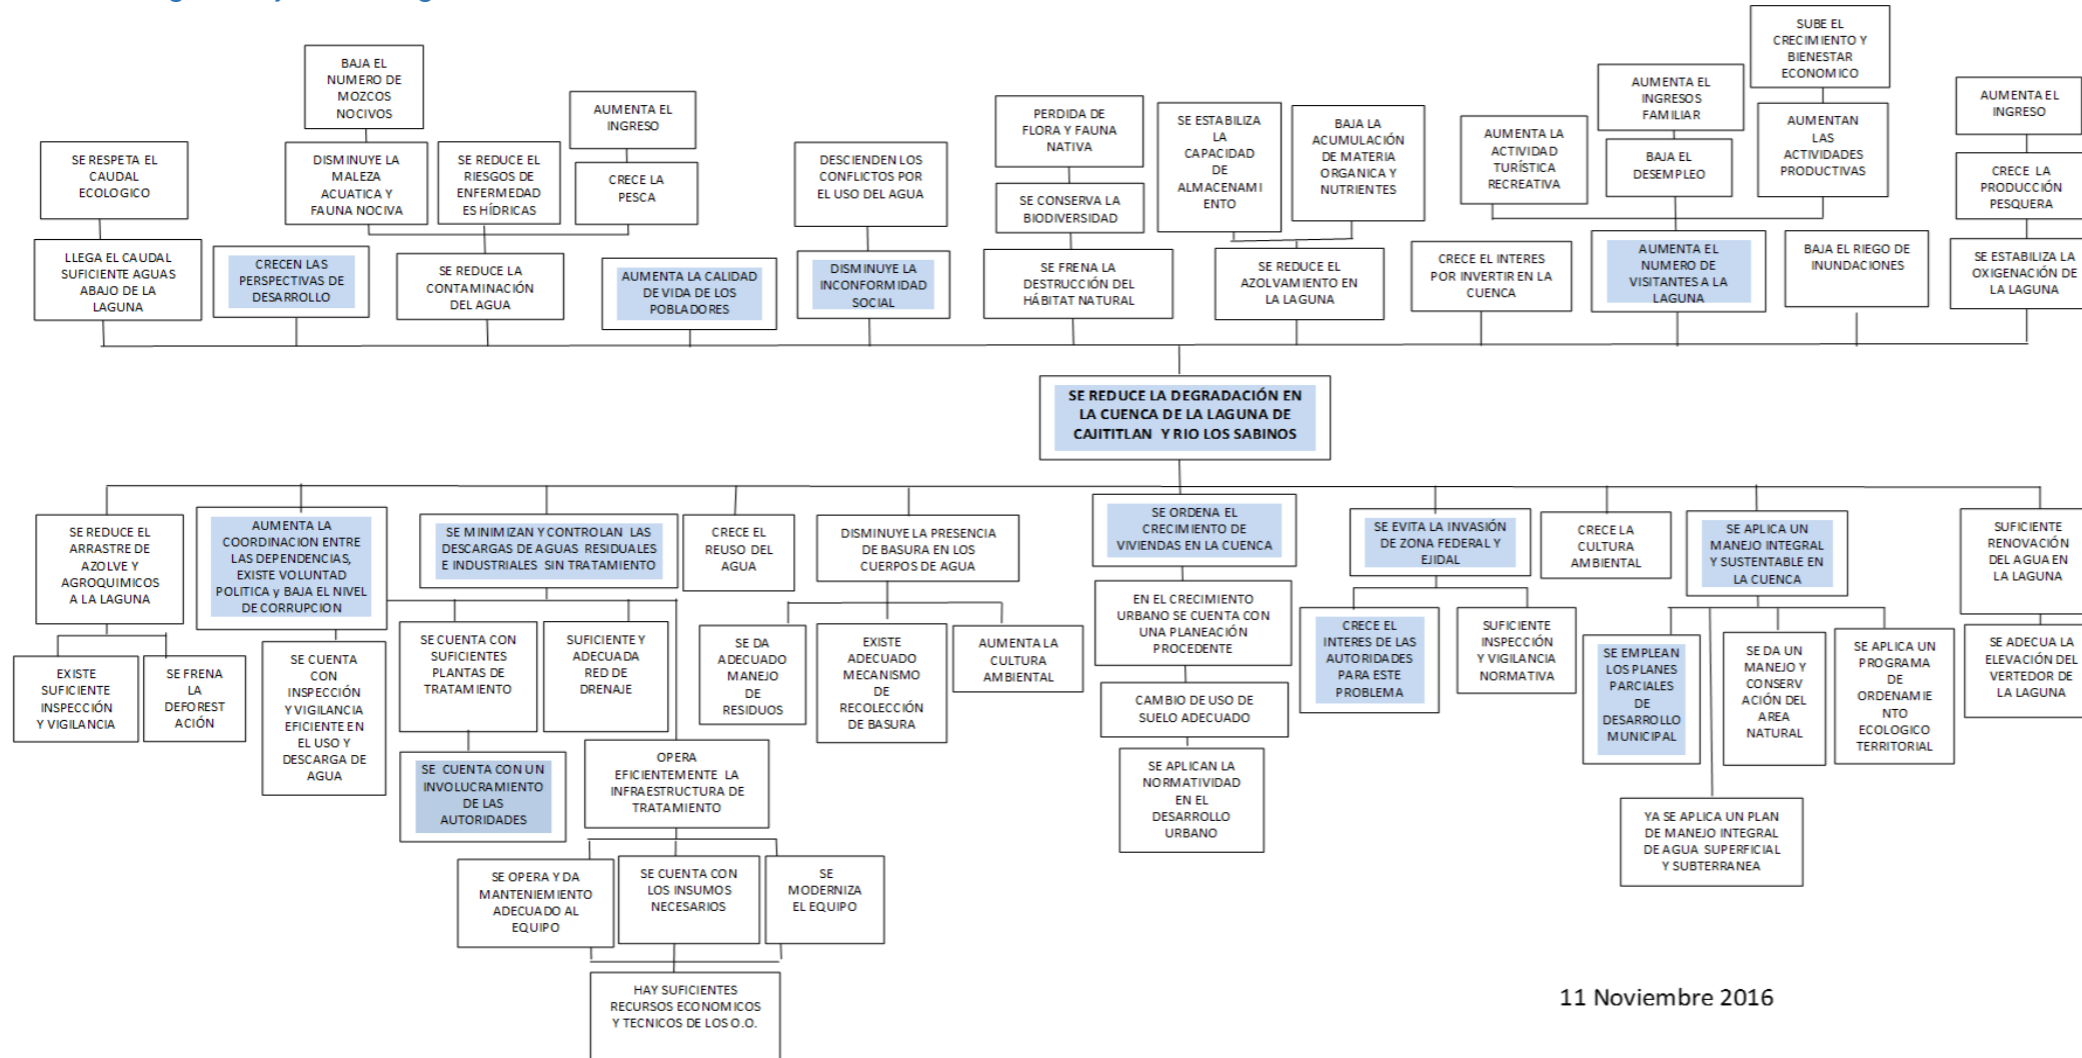 BAJA EL
NUMERO DE
MOZCOS
NOCIVOS
AUMENTA EL
INGRESO
SUBE EL
CRECIMIENTO Y
BIENESTAR
ECONOMICO
AUMENTA EL
INGRESOS
FAMILIAR
AUMENTA EL
INGRESO
SE RESPETA EL
CAUDAL
ECOLOGICO
DISMINUYE LA
MALEZA
ACUATICA Y
FAUNA NOCIVA
SE REDUCE EL
RIESGOS DE
ENFERMEDAD
ES HÍDRICAS
CRECE LA
PESCA
DESCIENDEN LOS
CONFLICTOS POR
EL USO DEL AGUA
PERDIDA DE
FLORA Y FAUNA
NATIVA
SE CONSERVA LA
BIODIVERSIDAD
SE ESTABILIZA
LA
CAPACIDAD
DE
ALMACENAMI
ENTO
BAJA LA
ACUMULACIÓN
DE MATERIA
ORGANICA Y
NUTRIENTES
AUMENTA LA
ACTIVIDAD
TURÍSTICA
RECREATIVA
BAJA EL
DESEMPLEO
AUMENTAN
LAS
ACTIVIDADES
PRODUCTIVAS
CRECE LA
PRODUCCIÓN
PESQUERA
LLEGA EL CAUDAL
SUFICIENTE AGUAS
ABAJO DE LA
LAGUNA
CRECEN LAS
PERSPECTIVAS DE
DESARROLLO
SE REDUCE LA
CONTAMINACIÓN
DEL AGUA
AUMENTA LA CALIDAD
DE VIDA DE LOS
POBLADORES
DISMINUYE LA
INCONFORMIDAD
SOCIAL
SE FRENA LA
DESTRUCCIÓN DEL
HÁBITAT NATURAL
SE REDUCE EL
AZOLVAMIENTO EN
LA LAGUNA
CRECE EL INTERES
POR INVERTIR EN LA
CUENCA
AUMENTA EL
NUMERO DE
VISITANTES A LA
LAGUNA
BAJA EL RIEGO DE
INUNDACIONES
SE ESTABILIZA LA
OXIGENACIÓN DE
LA LAGUNA
SE REDUCE LA DEGRADACIÓN EN
LA CUENCA DE LA LAGUNA DE
CAJITITLAN Y RIO LOS SABINOS
SE REDUCE EL
ARRASTRE DE
AZOLVE Y
AGROQUIMICOS
A LA LAGUNA
AUMENTA LA
COORDINACION ENTRE
LAS DEPENDENCIAS,
EXISTE VOLUNTAD
POLITICA y BAJA EL NIVEL
DE CORRUPCION
SE MINIMIZAN Y CONTROLAN LAS
DESCARGAS DE AGUAS RESIDUALES
E INDUSTRIALES SIN TRATAMIENTO
CRECE EL
REUSO DEL
AGUA
DISMINUYE LA PRESENCIA
DE BASURA EN LOS
CUERPOS DE AGUA
SE ORDENA EL
CRECIMIENTO DE
VIVIENDAS EN LA CUENCA
SE EVITA LA INVASIÓN
DE ZONA FEDERAL Y
EJIDAL
CRECE LA
CULTURA
AMBIENTAL
SE APLICA UN
MANEJO INTEGRAL
Y SUSTENTABLE EN
LA CUENCA
SUFICIENTE
RENOVACIÓN
DEL AGUA EN
LA LAGUNA
EXISTE
SUFICIENTE
INSPECCIÓN
Y VIGILANCIA
SE FRENA
LA
DEFOREST
ACIÓN
SE CUENTA
CON
INSPECCIÓN
Y VIGILANCIA
EFICIENTE EN
EL USO Y
DESCARGA DE
AGUA
SE CUENTA CON
SUFICIENTES
PLANTAS DE
TRATAMIENTO
SUFICIENTE Y
ADECUADA
RED DE
DRENAJE
SE DA
ADECUADO
MANEJO
DE
RESIDUOS
EXISTE
ADECUADO
MECANISMO
DE
RECOLECCIÓN
DE BASURA
AUMENTA LA
CULTURA
AMBIENTAL
EN EL CRECIMIENTO
URBANO SE CUENTA CON
UNA PLANEACIÓN
PROCEDENTE
CRECE EL
INTERES DE LAS
AUTORIDADES
PARA ESTE
PROBLEMA
SUFICIENTE
INSPECCIÓN
Y VIGILANCIA
NORMATIVA
SE EMPLEAN
LOS PLANES
PARCIALES
DE
DESARROLLO
MUNICIPAL
SE DA UN
MANEJO Y
CONSERV
ACIÓN DEL
AREA
NATURAL
SE APLICA UN
PROGRAMA
DE
ORDENAMIE
NTO
ECOLOGICO
TERRITORIAL
SE ADECUA LA
ELEVACIÓN DEL
VERTEDOR DE
LA LAGUNA
CAMBIO DE USO DE
SUELO ADECUADO
SE CUENTA CON UN
INVOLUCRAMIENTO
DE LAS
AUTORIDADES
OPERA
EFICIENTEMENTE LA
INFRAESTRUCTURA DE
TRATAMIENTO
SE APLICAN LA
NORMATIVIDAD
EN EL
DESARROLLO
URBANO
YA SE APLICA UN PLAN
DE MANEJO INTEGRAL
DE AGUA SUPERFICIAL
Y SUBTERRANEA
SE OPERA Y DA
MANTENIEMIENTO
ADECUADO AL
EQUIPO
SE CUENTA CON
LOS INSUMOS
NECESARIOS
SE
MODERNIZA
EL EQUIPO
HAY SUFICIENTES
RECURSOS ECONOMICOS
Y TECNICOS DE LOS O.O.
11 Noviembre 2016